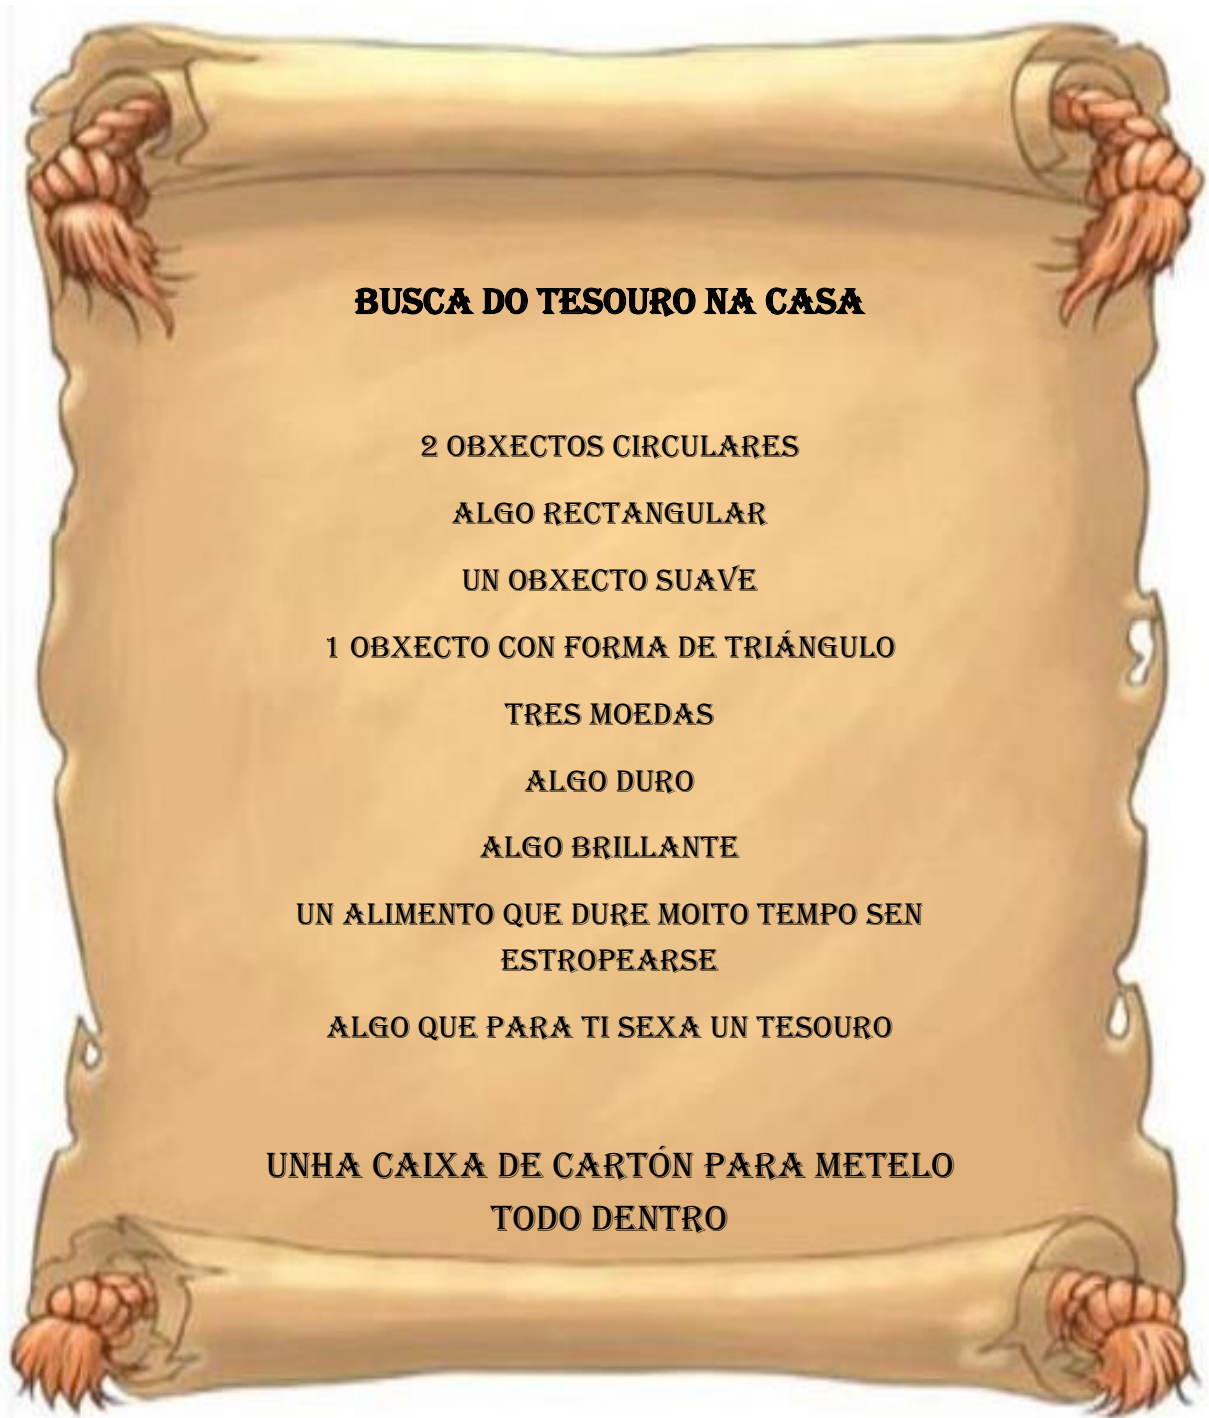 BUSCA DO TESOURO NA CASA
2 OBXECTOS CIRCULARES
ALGO RECTANGULAR
UN OBXECTO SUAVE
1 OBXECTO CON FORMA DE TRIÁNGULO
TRES MOEDAS
ALGO DURO
ALGO BRILLANTE
UN ALIMENTO QUE DURE MOITO TEMPO SEN
ESTROPEARSE
ALGO QUE PARA TI SEXA UN TESOURO
UNHA CAIXA DE CARTÓN PARA METELO
TODO DENTRO